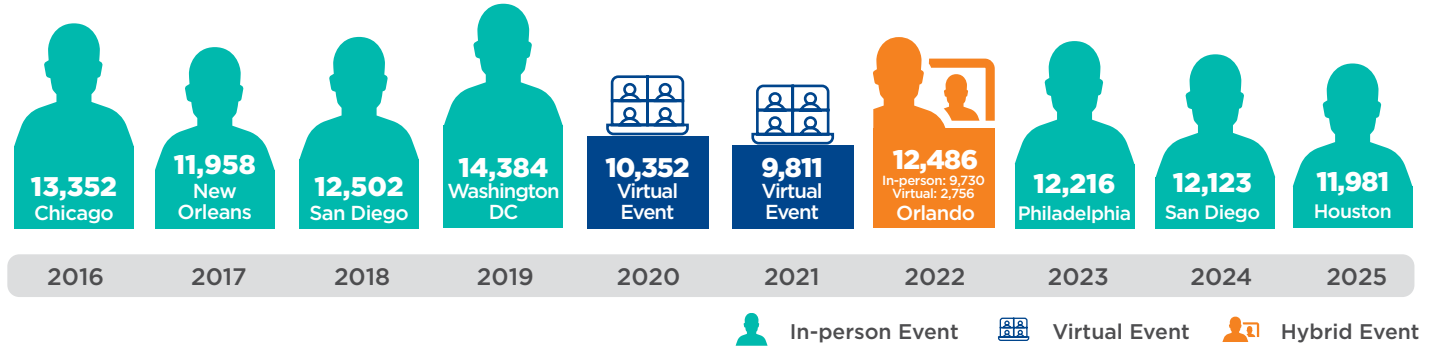 13,352
Chicago
11,958
New
Orleans
12,502
San Diego
14,384
Washington
DC
10,352
Virtual
Event
9,811
Virtual
Event
12,486
In-person: 9,730
Virtual: 2,756
Orlando
12,216
Philadelphia
12,123
San Diego
11,981
Houston
2016 2017 2018 2019 2020 2021 2022 2023 2024 2025
In-person Event Virtual Event Hybrid Event